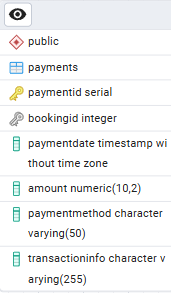 public
payments
paymentid serial
bookingid integer
paymentdate timestamp wi
thout time zone
amount numeric(10,2)
paymentmethod character
varying(50)
transactioninfo character v
arying(255)